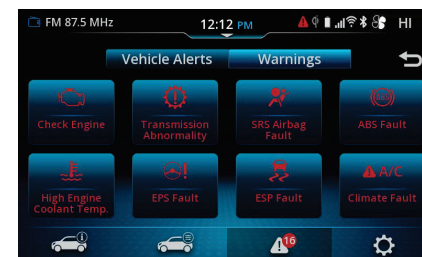 FM 87.5 MHz 12:12 PM HI
Vehicle Alerts Warnings
Check Engine
Transmission
Abnormality
SRS Airbag
Fault
ABS
ABS Fault
High Engine
Coolant Temp.
EPS Fault
ESP Fault
A/C
Climate Fault
16